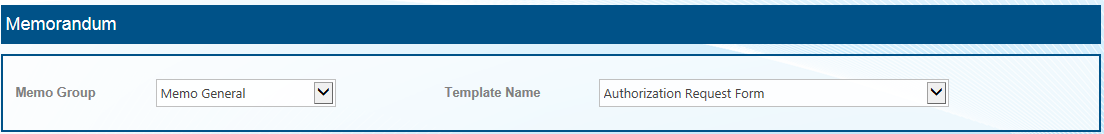 Memorandum
Memo Group Memo General Template Name Authorization Request Form